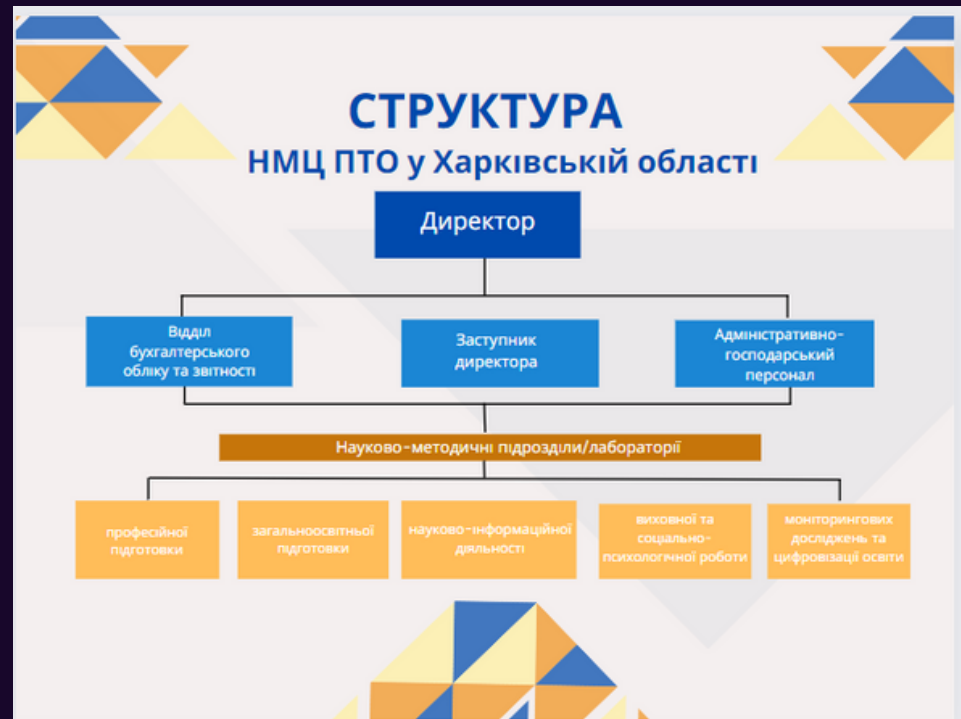 СТРУКТУРА
НМЦ ПТО у Харківській області
Директор
Відділ
бухгалтерського
обліку та звітності
Заступник
директора
Адміністративно-
господарський
персонал
Науково-методичні підрозділи/лабораторії
професійної
підготовки
загальноосвітньої
підготовки
науково-інформаційної
діяльності
виховної та
соціально-
психологічної роботи
моніторингових
досліджень та
цифровізації освіти